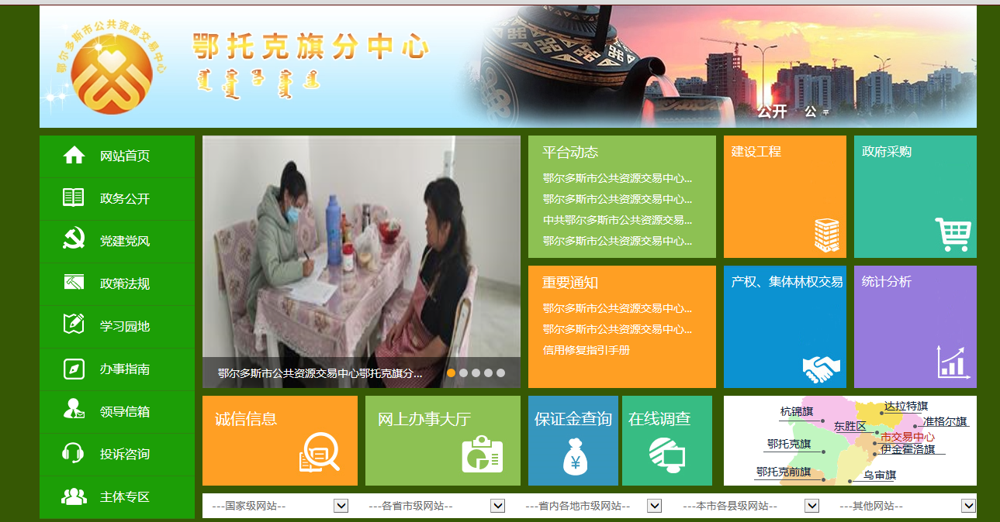 鄂尔多斯市公共资源交易中心
鄂托克旗分中心
公开 公 平
网站首页
政务公开
党建党风
政策法规
学习园地
办事指南
领导信箱
投诉咨询
主体专区
鄂尔多斯市公共资源交易中心鄂托克旗分...
平台动态
鄂尔多斯市公共资源交易中心...
鄂尔多斯市公共资源交易中心...
中共鄂尔多斯市公共资源交易...
鄂尔多斯市公共资源交易中心...
建设工程
政府采购
重要通知
鄂尔多斯市公共资源交易中心...
鄂尔多斯市公共资源交易中心...
信用修复指引手册
产权、集体林权交易
统计分析
诚信信息
网上办事大厅
保证金查询
¥
在线调查
杭锦旗
达拉特旗
东胜区
准格尔旗
市交易中心
鄂托克旗
伊金霍洛旗
鄂托克前旗
乌审旗
---国家级网站-- ---各省市级网站-- ---省内各地市级网站-- ---本市各县级网站-- ---其他网站--